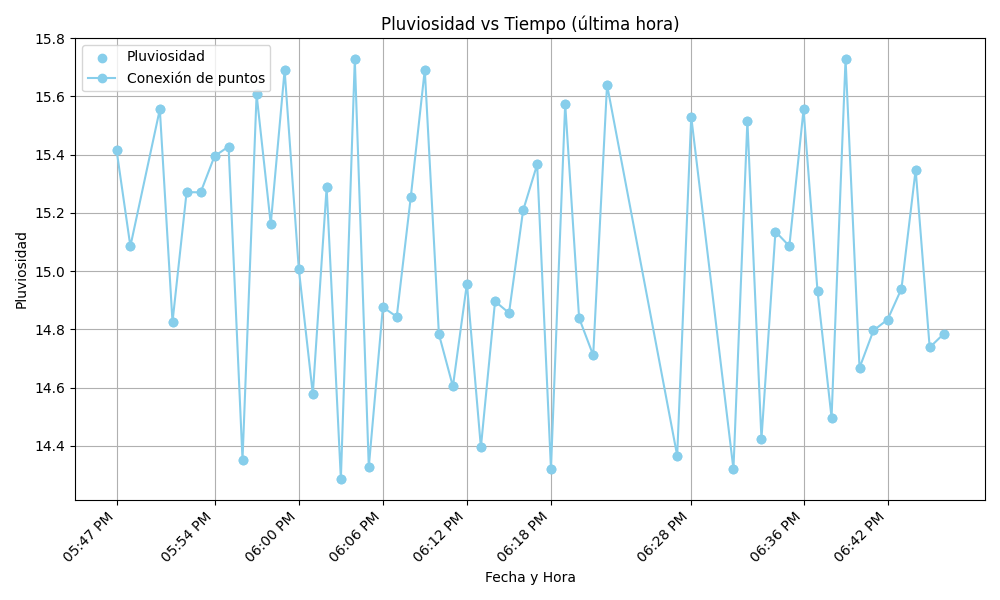 Pluviosidad vs Tiempo (última hora)
Pluviosidad
Conexión de puntos
15.8
15.6
15.4
15.2
15.0
14.8
14.6
14.4
Pluviosidad
05:47 PM
05:54 PM
06:00 PM
06:06 PM
06:12 PM
06:18 PM
06:28 PM
06:36 PM
06:42 PM
Fecha y Hora